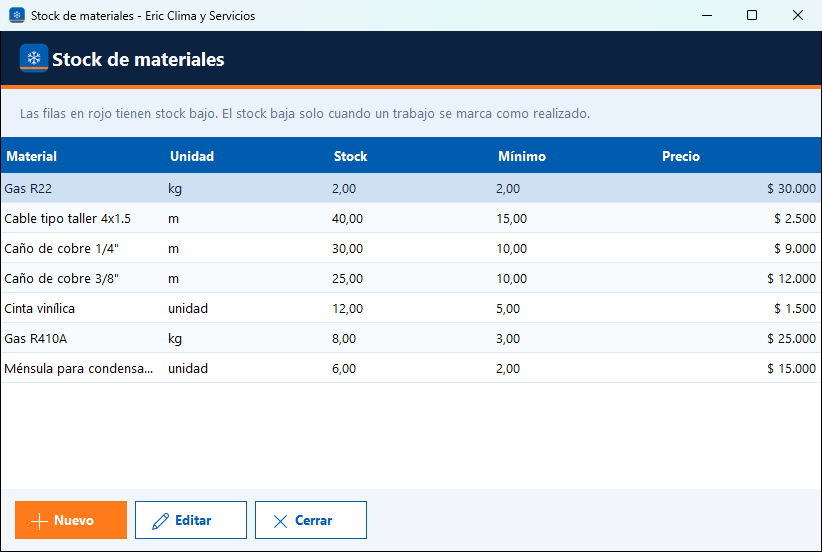 Stock de materiales - Eric Clima y Servicios
Stock de materiales
Las filas en rojo tienen stock bajo. El stock baja solo cuando un trabajo se marca como realizado.
Material Unidad Stock Mínimo Precio
Gas R22 kg 2,00 2,00 $ 30.000
Cable tipo taller 4x1.5 m 40,00 15,00 $ 2.500
Caño de cobre 1/4" m 30,00 10,00 $ 9.000
Caño de cobre 3/8" m 25,00 10,00 $ 12.000
Cinta vinílica unidad 12,00 5,00 $ 1.500
Gas R410A kg 8,00 3,00 $ 25.000
Ménsula para condensa... unidad 6,00 2,00 $ 15.000
Nuevo Editar Cerrar